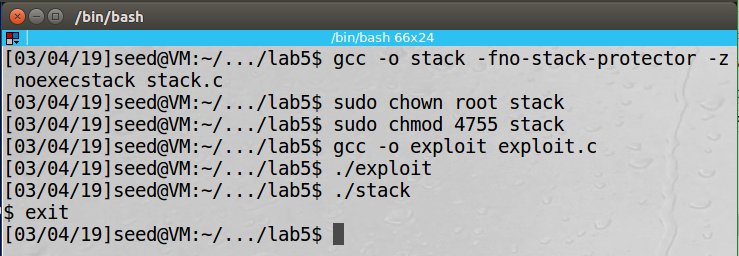 /bin/bash
/bin/bash 66x24
[03/04/19]seed@VM:~/.../lab5$ gcc -o stack -fno-stack-protector -z
 noexecstack stack.c
[03/04/19]seed@VM:~/.../lab5$ sudo chown root stack
[03/04/19]seed@VM:~/.../lab5$ sudo chmod 4755 stack
[03/04/19]seed@VM:~/.../lab5$ gcc -o exploit exploit.c
[03/04/19]seed@VM:~/.../lab5$ ./exploit
[03/04/19]seed@VM:~/.../lab5$ ./stack
$ exit
[03/04/19]seed@VM:~/.../lab5$